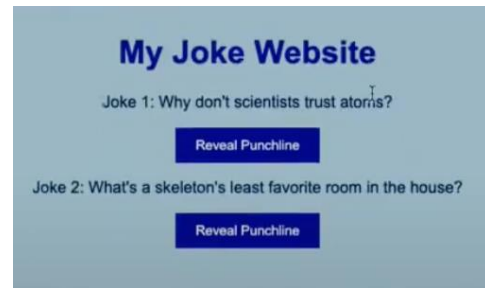 My Joke Website
Joke 1: Why don't scientists trust atoms?
Reveal Punchline
Joke 2: What's a skeleton's least favorite room in the house?
Reveal Punchline